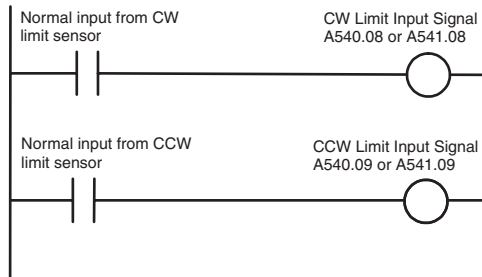 Normal input from CW
limit sensor
CW Limit Input Signal
A540.08 or A541.08
Normal input from CCW
limit sensor
CCW Limit Input Signal
A540.09 or A541.09